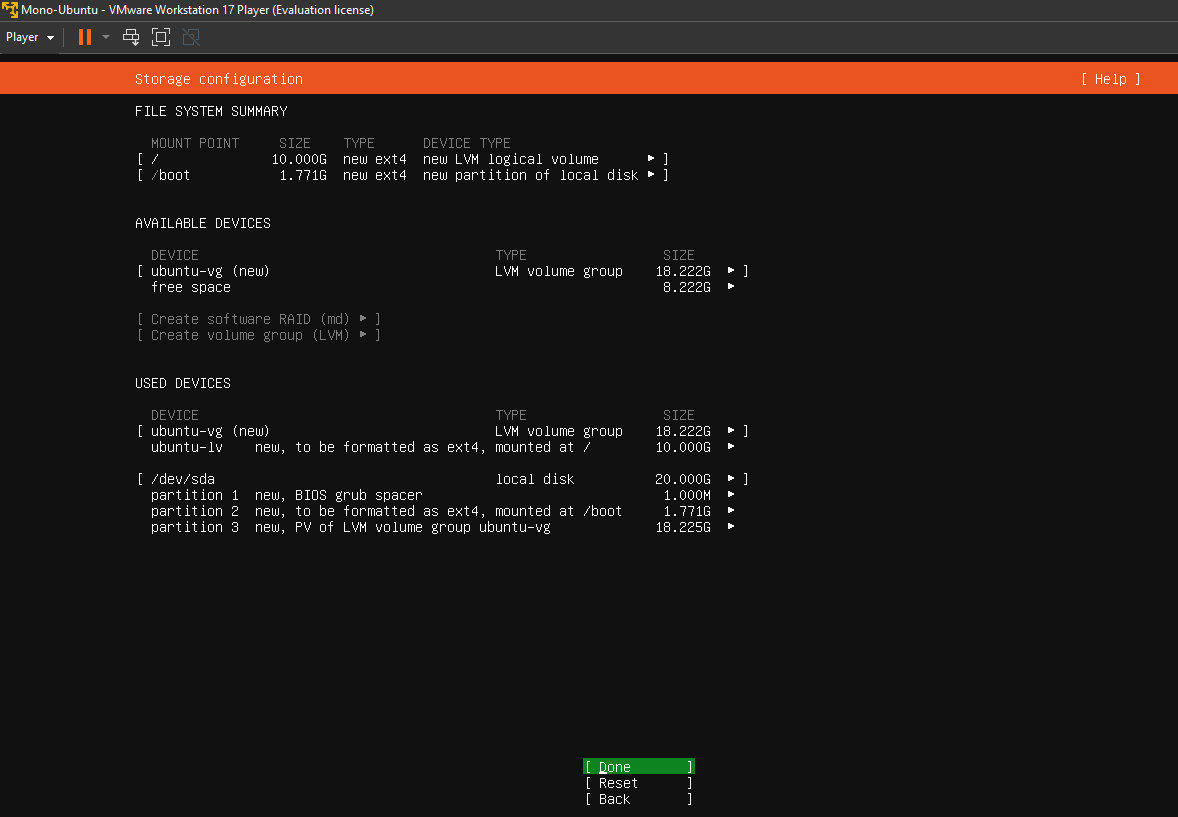 Mono-Ubuntu - VMware Workstation 17 Player (Evaluation license)
Player
Storage configuration [ Help ]
FILE SYSTEM SUMMARY
MOUNT POINT SIZE TYPE DEVICE TYPE
[ / 10.000G new ext4 new LVM logical volume ▸ ]
[ /boot 1.771G new ext4 new partition of local disk ▸ ]
AVAILABLE DEVICES
DEVICE TYPE SIZE
[ ubuntu-vg (new) LVM volume group 18.222G ▸ ]
free space 8.222G ▸
[ Create software RAID (md) ▸ ]
[ Create volume group (LVM) ▸ ]
USED DEVICES
DEVICE TYPE SIZE
[ ubuntu-vg (new) LVM volume group 18.222G ▸ ]
ubuntu-lv new, to be formatted as ext4, mounted at / 10.000G ▸
[ /dev/sda local disk 20.000G ▸ ]
partition 1 new, BIOS grub spacer 1.000M ▸
partition 2 new, to be formatted as ext4, mounted at /boot 1.771G ▸
partition 3 new, PV of LVM volume group ubuntu-vg 18.225G ▸
[ Done ]
[ Reset ]
[ Back ]